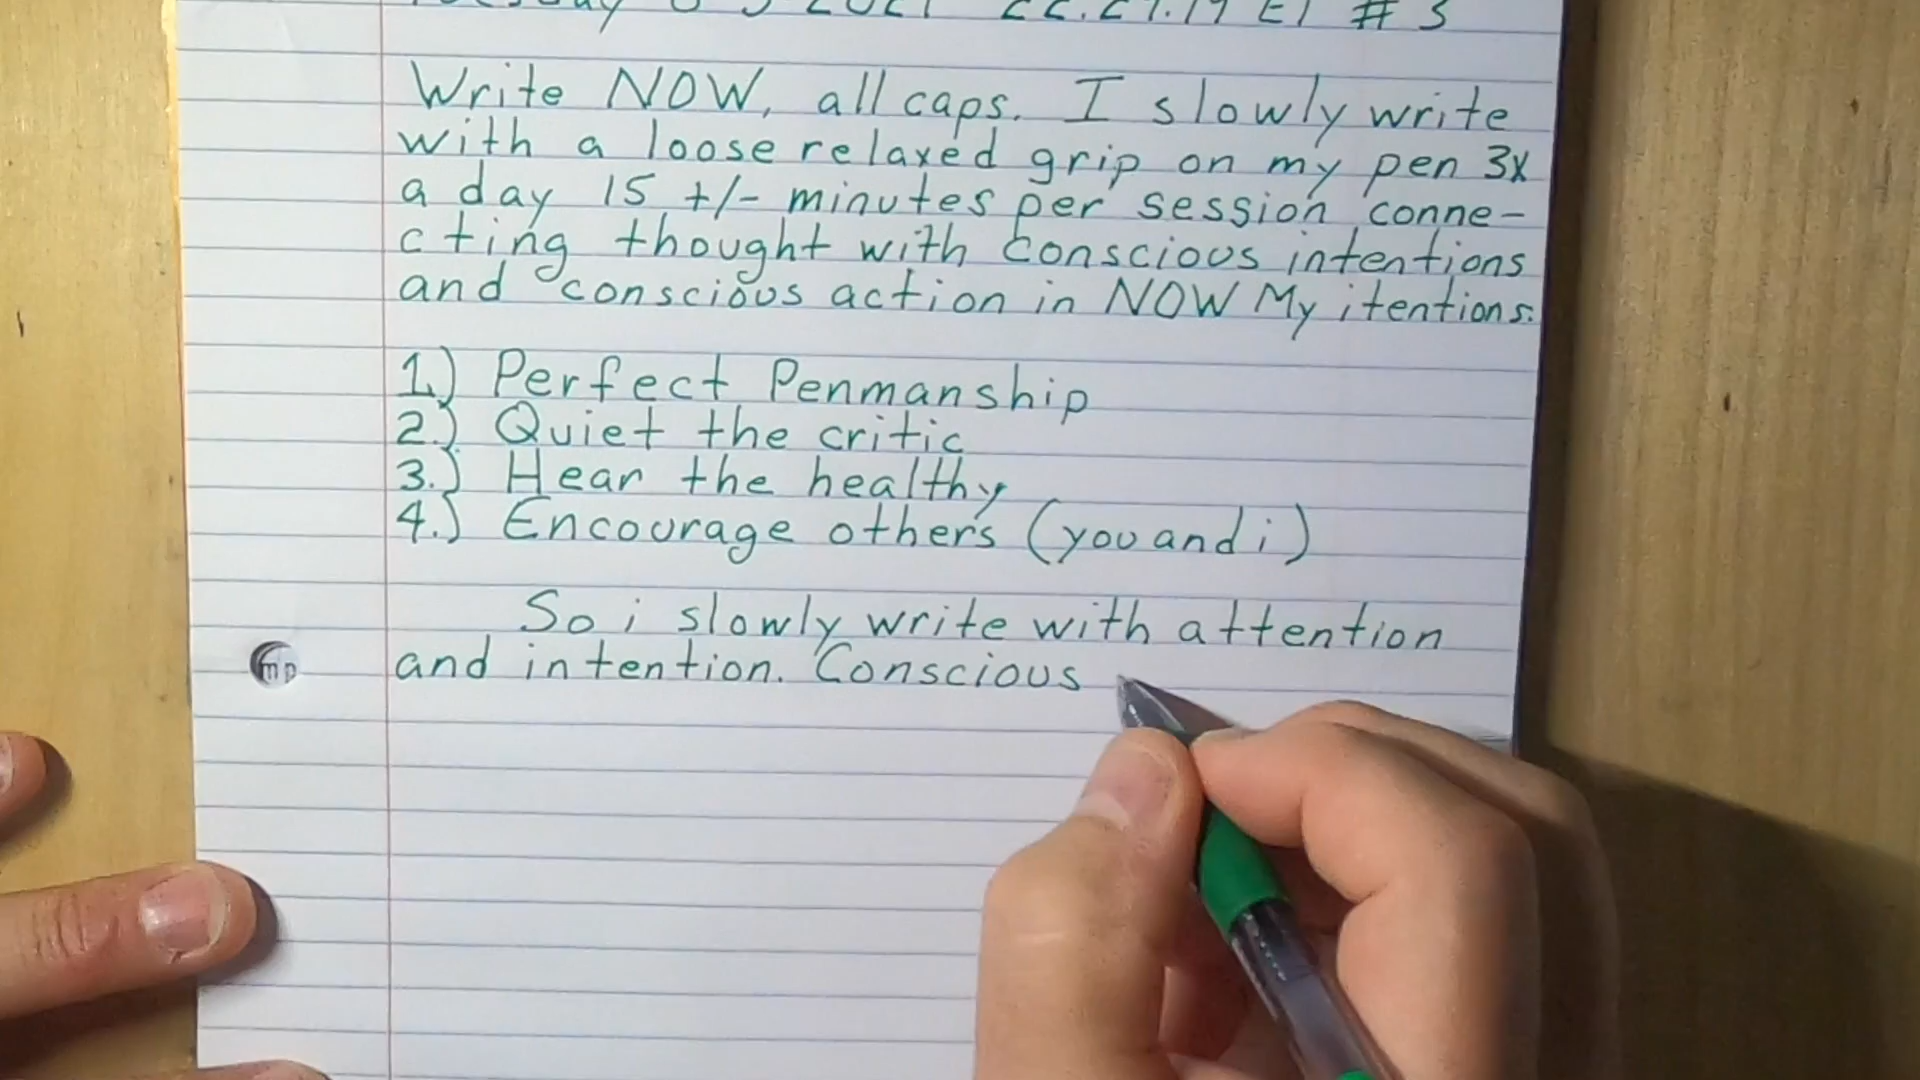 Write NOW, all caps. I slowly write
with a loose relaxed grip on my pen 3x
a day 15 +/- minutes per session conne-
cting thought with conscious intentions
and conscious action in NOW My itentions:
1.) Perfect Penmanship
2.) Quiet the critic
3.) Hear the healthy
4.) Encourage others (you and i)
So i slowly write with attention
and intention. Conscious
mp